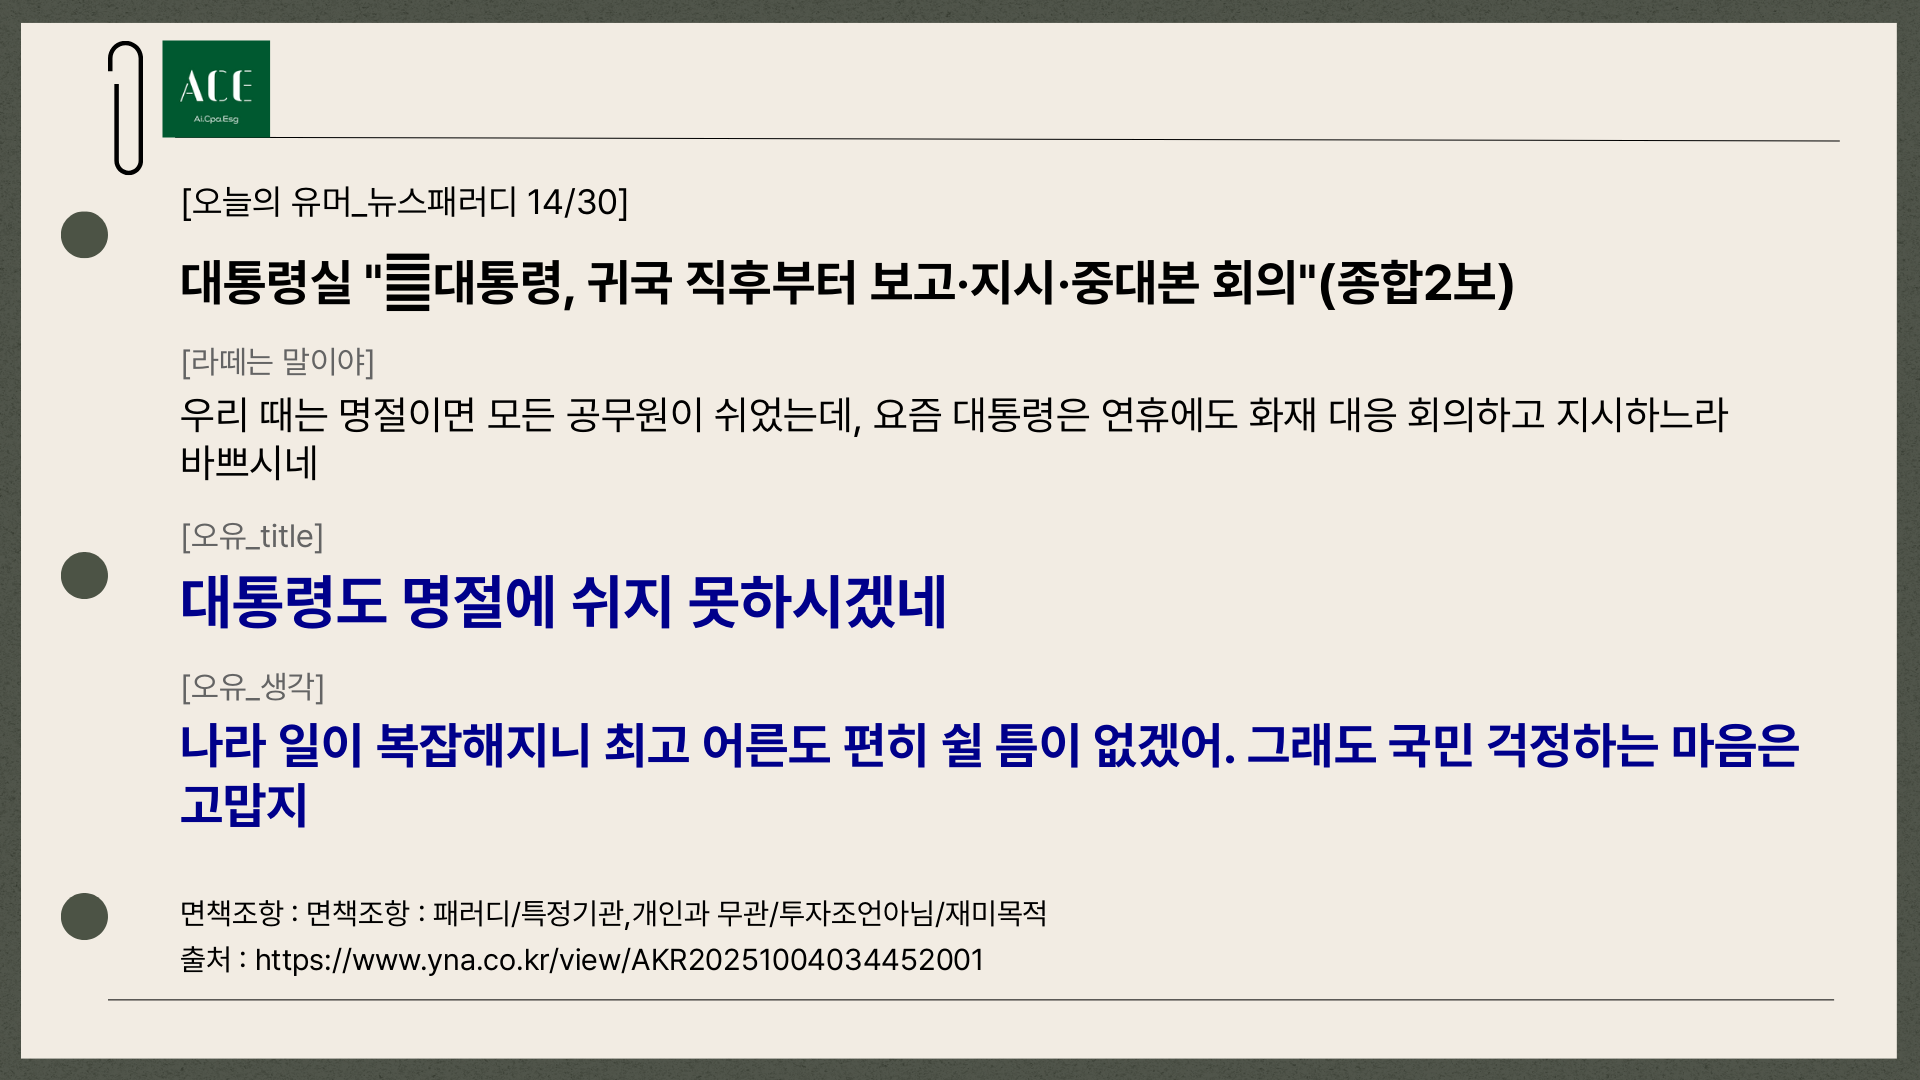 ACE
Ai.Cpa.Esg
[오늘의 유머_뉴스패러디 14/30]
대통령실 "대통령, 귀국 직후부터 보고·지시·중대본 회의"(종합2보)
[라떼는 말이야]
우리 때는 명절이면 모든 공무원이 쉬었는데, 요즘 대통령은 연휴에도 화재 대응 회의하고 지시하느라
바쁘시네
[오유_title]
대통령도 명절에 쉬지 못하시겠네
[오유_생각]
나라 일이 복잡해지니 최고 어른도 편히 쉴 틈이 없겠어. 그래도 국민 걱정하는 마음은
고맙지
면책조항 : 면책조항 : 패러디/특정기관,개인과 무관/투자조언아님/재미목적
출처 : https://www.yna.co.kr/view/AKR20251004034452001